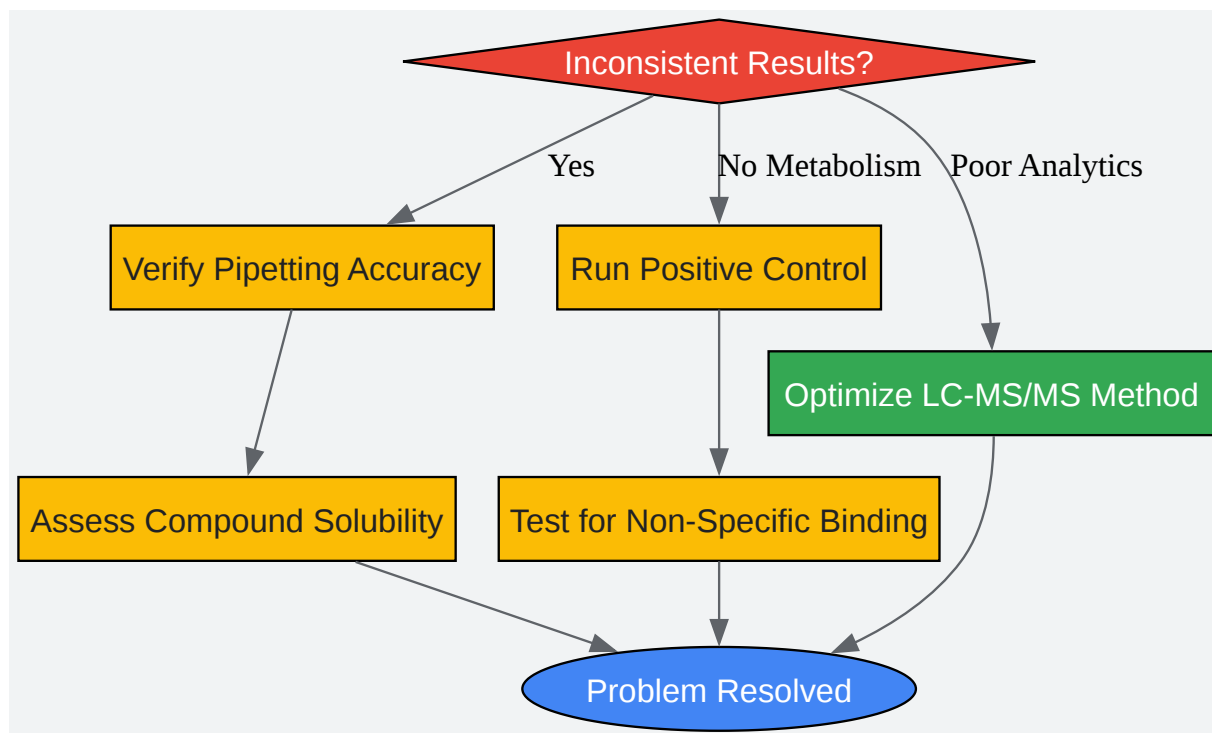 Inconsistent Results?
Yes
No Metabolism
Poor Analytics
Verify Pipetting Accuracy
Run Positive Control
Optimize LC-MS/MS Method
Assess Compound Solubility
Test for Non-Specific Binding
Problem Resolved